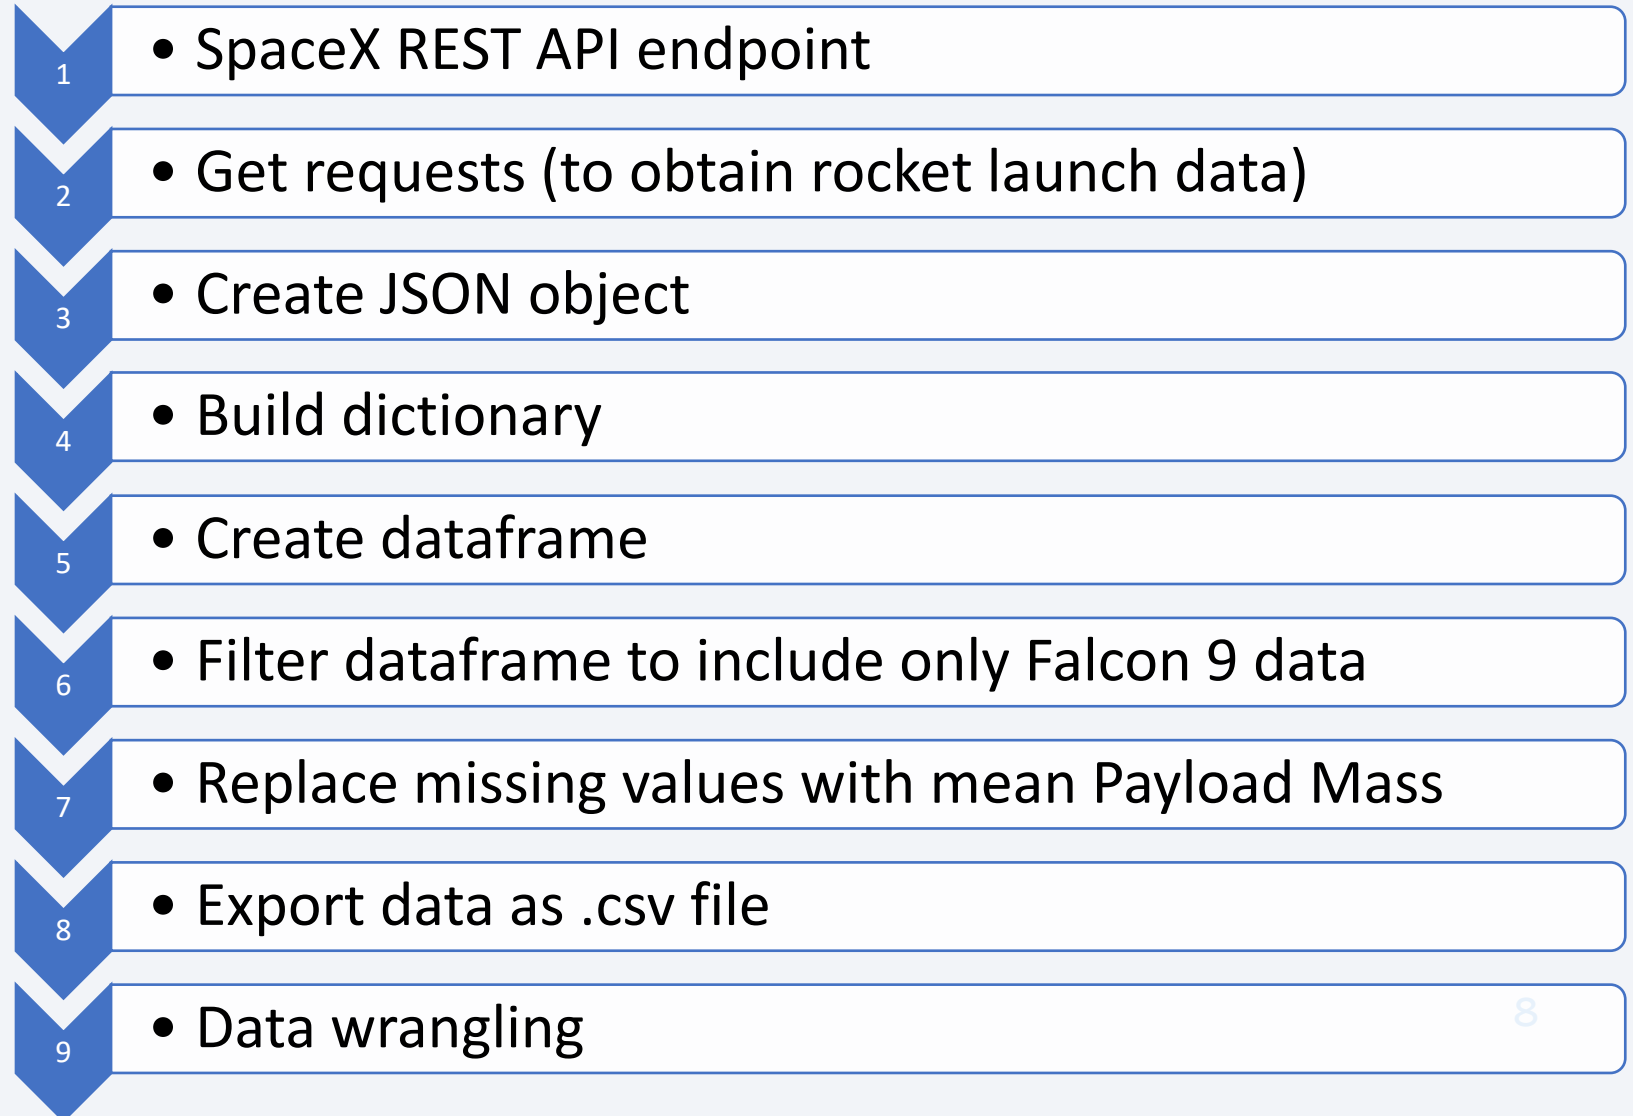 1
• SpaceX REST API endpoint
2
• Get requests (to obtain rocket launch data)
3
• Create JSON object
4
• Build dictionary
5
• Create dataframe
6
• Filter dataframe to include only Falcon 9 data
7
• Replace missing values with mean Payload Mass
8
• Export data as .csv file
9
• Data wrangling
8